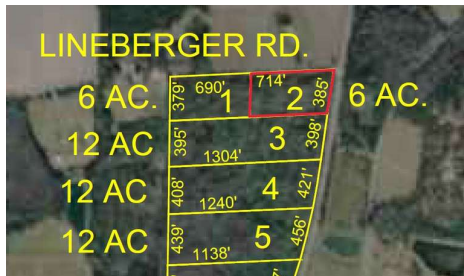 LINEBERGER RD.
6 AC. 379' 690' 1 714' 2 385' 6 AC.
12 AC 395' 1304' 3 398'
12 AC 408' 1240' 4 421'
12 AC 439' 1138' 5 456'